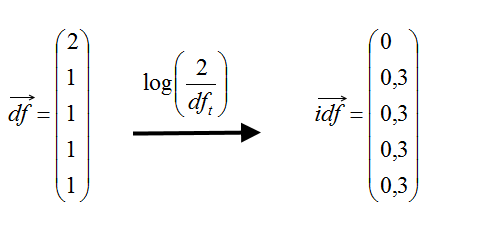 df = (2 1 1 1 1)
log(2/df_t)
idf = (0 0,3 0,3 0,3 0,3)